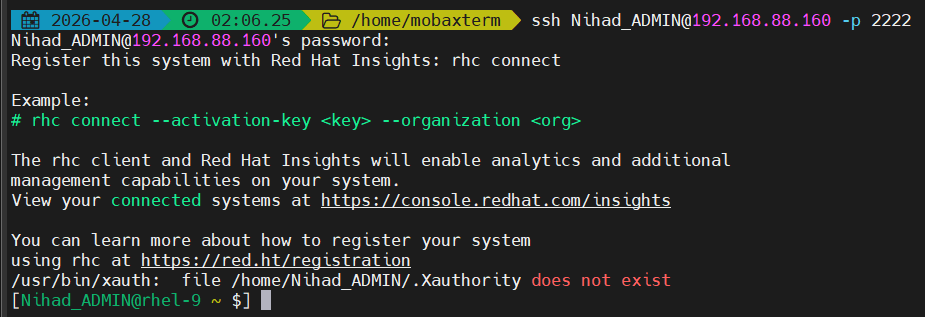 2026-04-28 02:06.25 /home/mobaxterm ssh Nihad_ADMIN@192.168.88.160 -p 2222
Nihad_ADMIN@192.168.88.160's password:
Register this system with Red Hat Insights: rhc connect
Example:
# rhc connect --activation-key <key> --organization <org>
The rhc client and Red Hat Insights will enable analytics and additional
management capabilities on your system.
View your connected systems at https://console.redhat.com/insights
You can learn more about how to register your system
using rhc at https://red.ht/registration
/usr/bin/xauth:  file /home/Nihad_ADMIN/.Xauthority does not exist
[Nihad_ADMIN@rhel-9 ~ $]